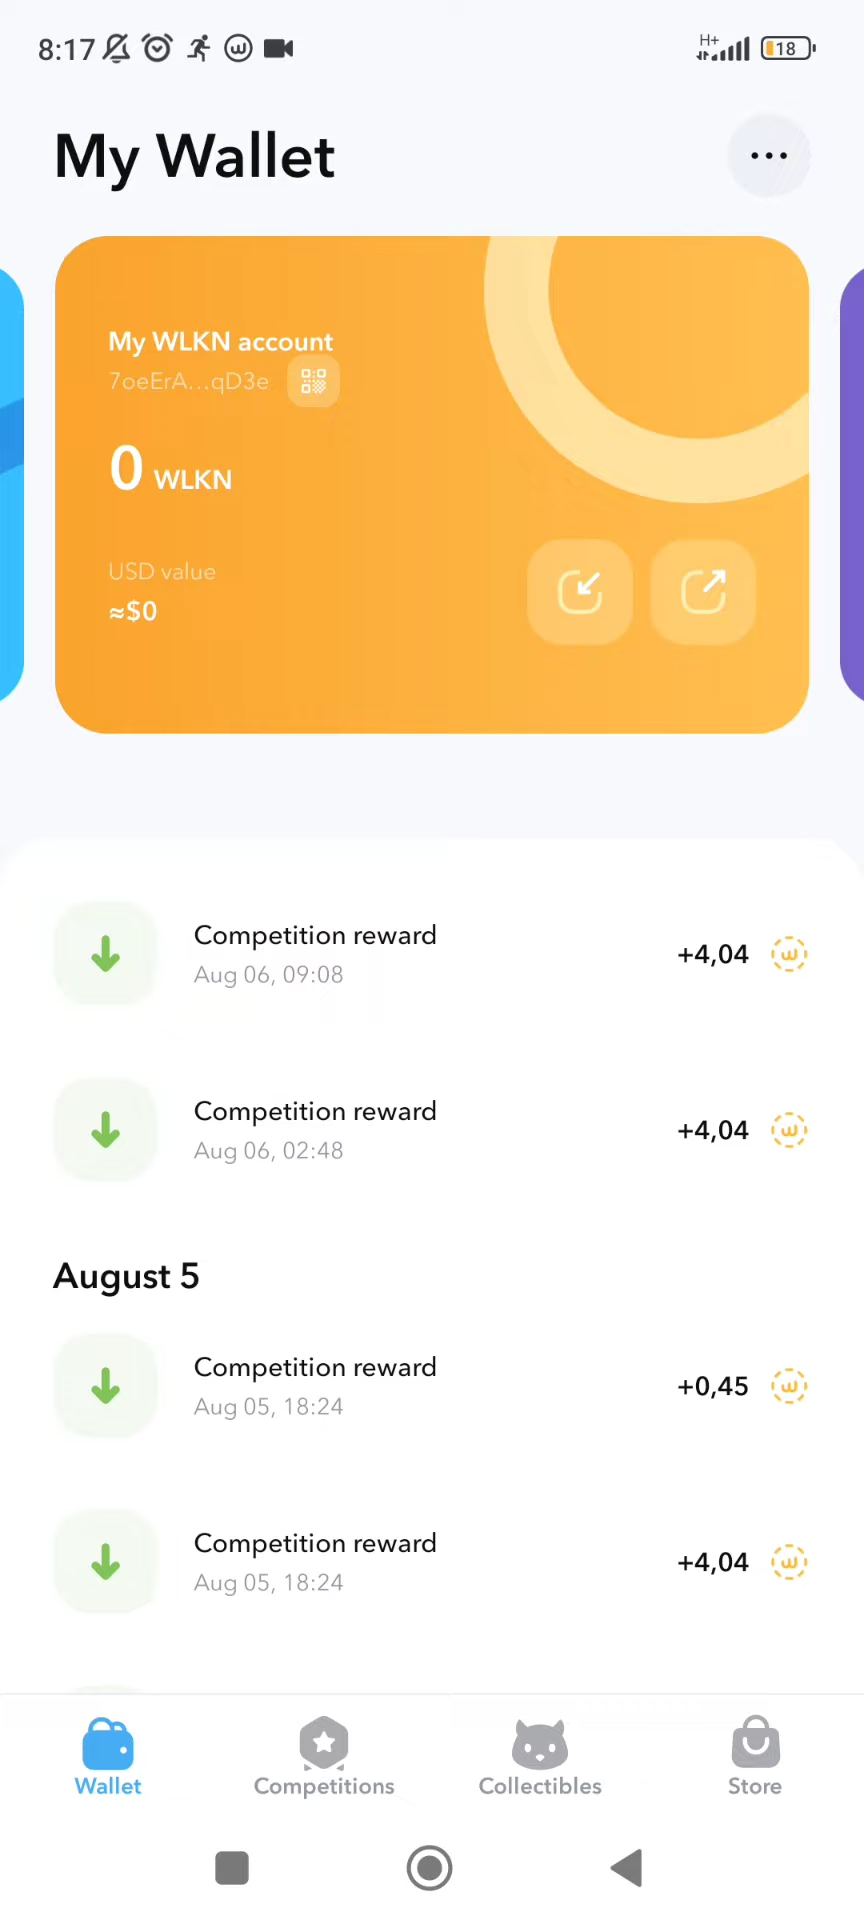 8:17
H+
18
My Wallet
...
My WLKN account
7oeErA...qD3e
0 WLKN
USD value
≈$0
Competition reward
+4,04
Aug 06, 09:08
Competition reward
+4,04
Aug 06, 02:48
August 5
Competition reward
+0,45
Aug 05, 18:24
Competition reward
+4,04
Aug 05, 18:24
Wallet
Competitions
Collectibles
Store